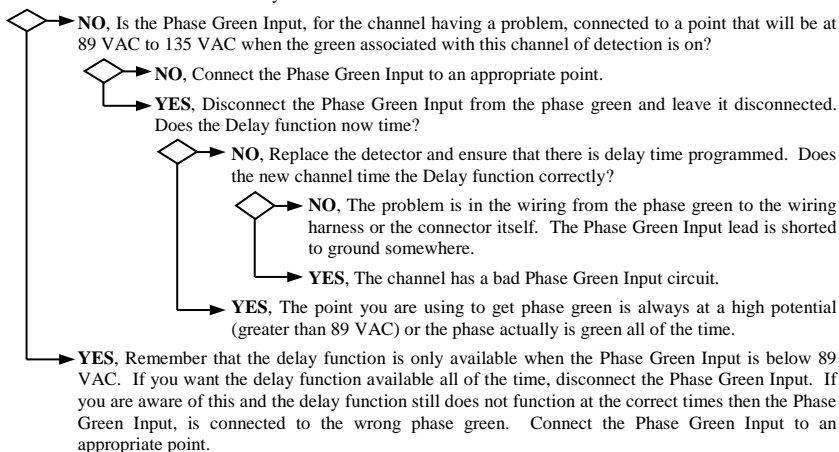 NO, Is the Phase Green Input, for the channel having a problem, connected to a point that will be at
89 VAC to 135 VAC when the green associated with this channel of detection is on?
NO, Connect the Phase Green Input to an appropriate point.
YES, Disconnect the Phase Green Input from the phase green and leave it disconnected.
Does the Delay function now time?
NO, Replace the detector and ensure that there is delay time programmed. Does
the new channel time the Delay function correctly?
NO, The problem is in the wiring from the phase green to the wiring
harness or the connector itself. The Phase Green Input lead is shorted
to ground somewhere.
YES, The channel has a bad Phase Green Input circuit.
YES, The point you are using to get phase green is always at a high potential
(greater than 89 VAC) or the phase actually is green all of the time.
YES, Remember that the delay function is only available when the Phase Green Input is below 89
VAC. If you want the delay function available all of the time, disconnect the Phase Green Input. If
you are aware of this and the delay function still does not function at the correct times then the Phase
Green Input, is connected to the wrong phase green. Connect the Phase Green Input to an
appropriate point.